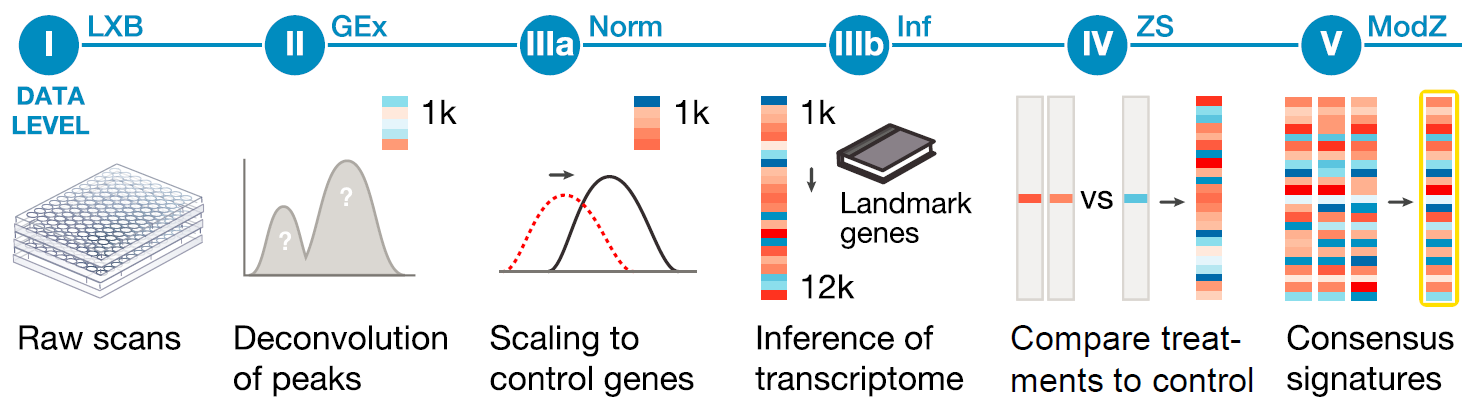 I LXB
DATA
LEVEL
Raw scans
II GEx
1k
?
?
Deconvolution
of peaks
IIIa Norm
1k
Scaling to
control genes
IIIb Inf
1k
Landmark
genes
12k
Inference of
transcriptome
IV ZS
vs
Compare treat-
ments to control
V ModZ
Consensus
signatures